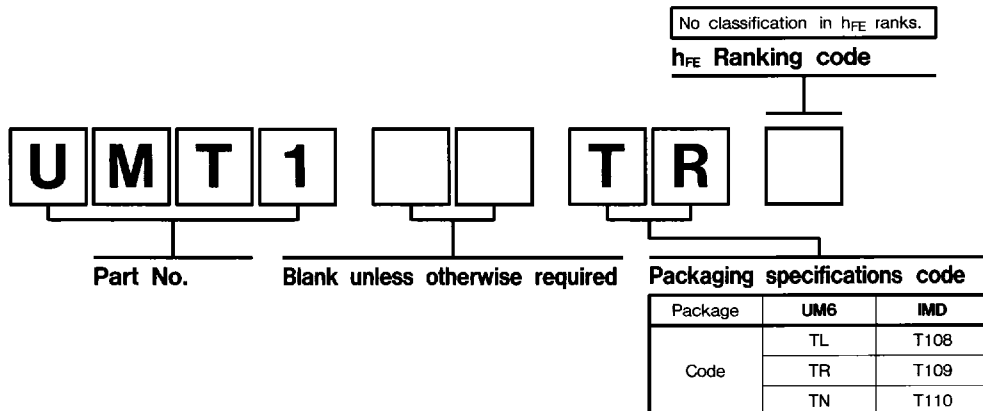 No classification in hFE ranks.
hFE Ranking code
U M T 1 T R
Part No.
Blank unless otherwise required
Packaging specifications code
Package UM6 IMD
Code
TL T108
TR T109
TN T110